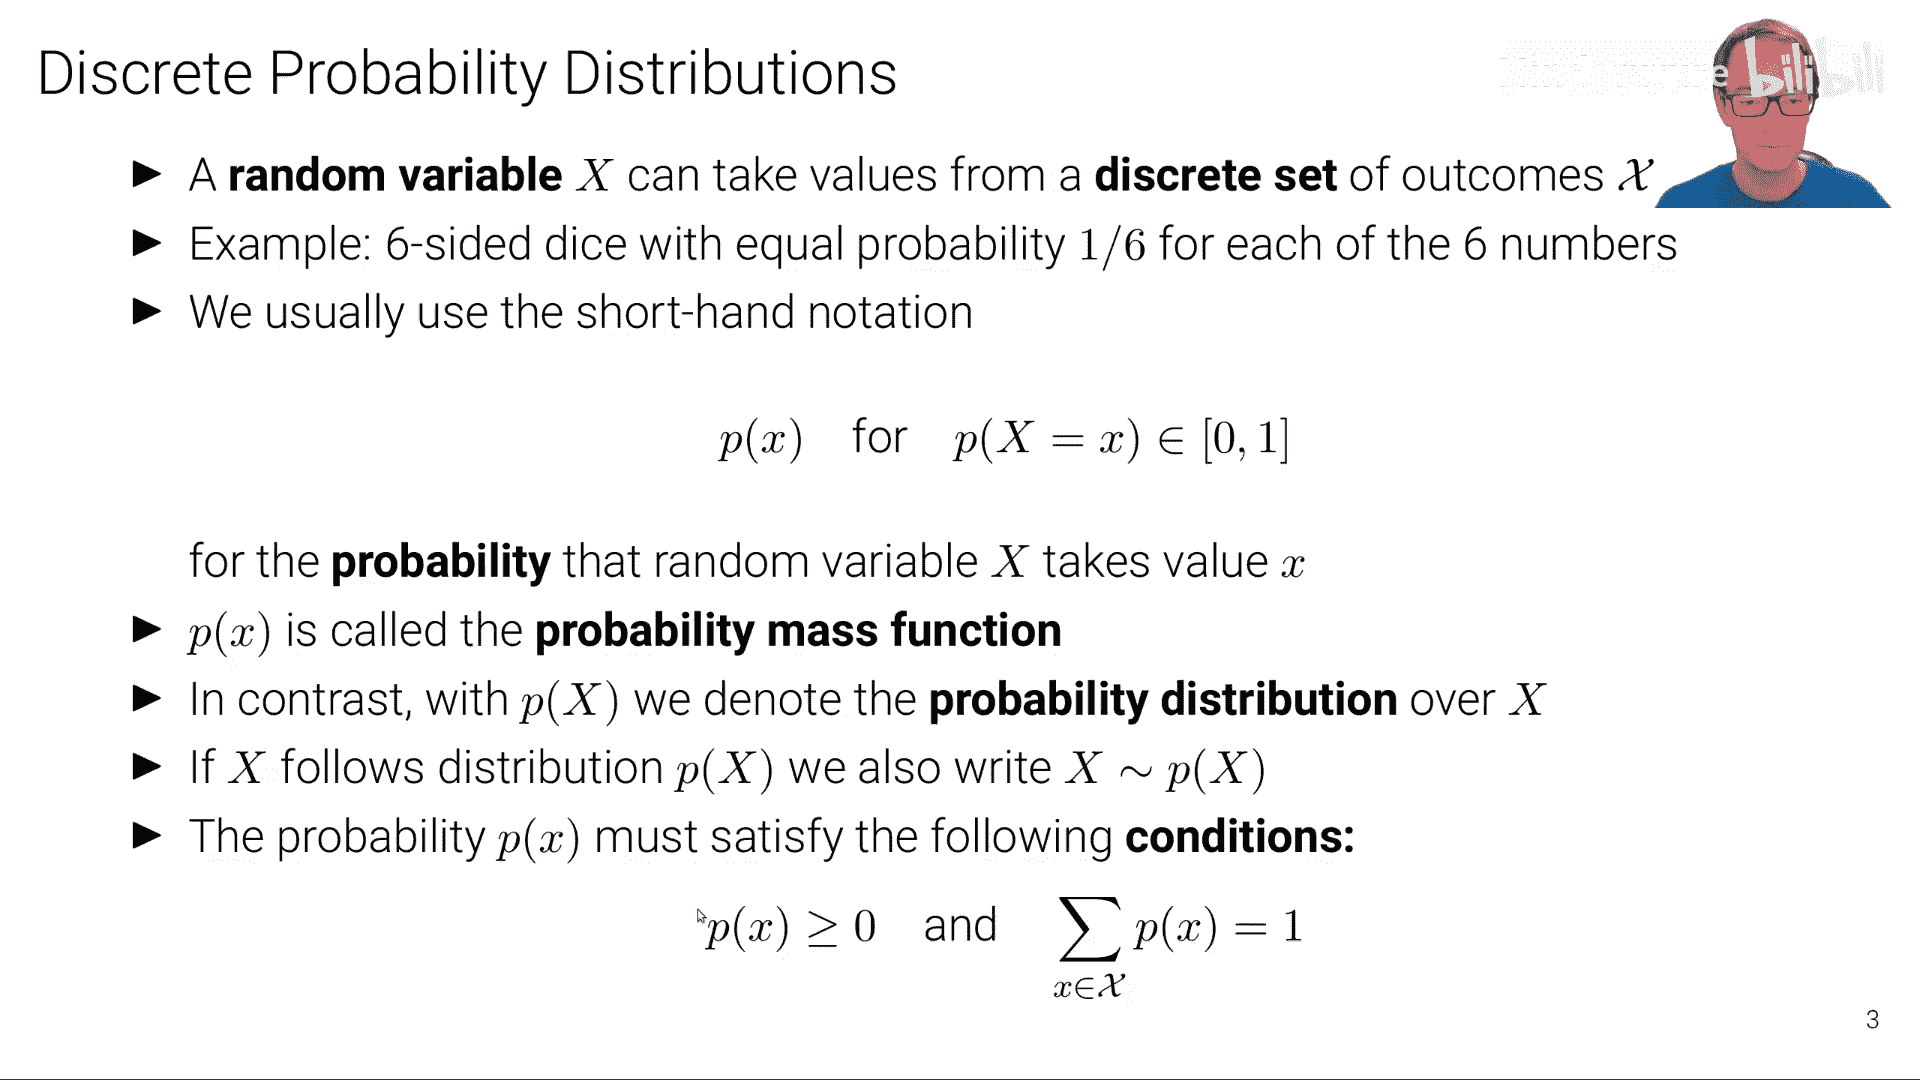 Discrete Probability Distributions
bilibili
► A random variable X can take values from a discrete set of outcomes 𝒳
► Example: 6-sided dice with equal probability 1/6 for each of the 6 numbers
► We usually use the short-hand notation
p(x) for p(X = x) ∈ [0, 1]
for the probability that random variable X takes value x
► p(x) is called the probability mass function
► In contrast, with p(X) we denote the probability distribution over X
► If X follows distribution p(X) we also write X ∼ p(X)
► The probability p(x) must satisfy the following conditions:
p(x) ≥ 0 and ∑ p(x) = 1
x∈𝒳
3